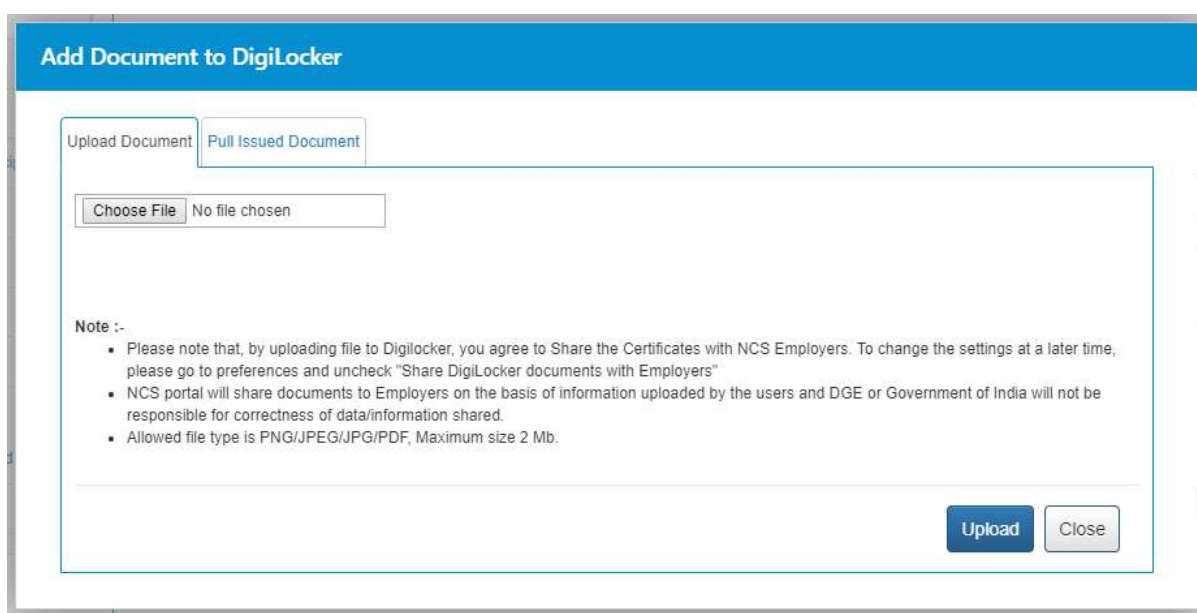 Add Document to DigiLocker
Upload Document Pull Issued Document
Choose File No file chosen
Note :-
Please note that, by uploading file to Digilocker, you agree to Share the Certificates with NCS Employers. To change the settings at a later time,
please go to preferences and uncheck "Share DigiLocker documents with Employers"
NCS portal will share documents to Employers on the basis of information uploaded by the users and DGE or Government of India will not be
responsible for correctness of data/information shared.
Allowed file type is PNG/JPEG/JPG/PDF, Maximum size 2 Mb.
Upload Close